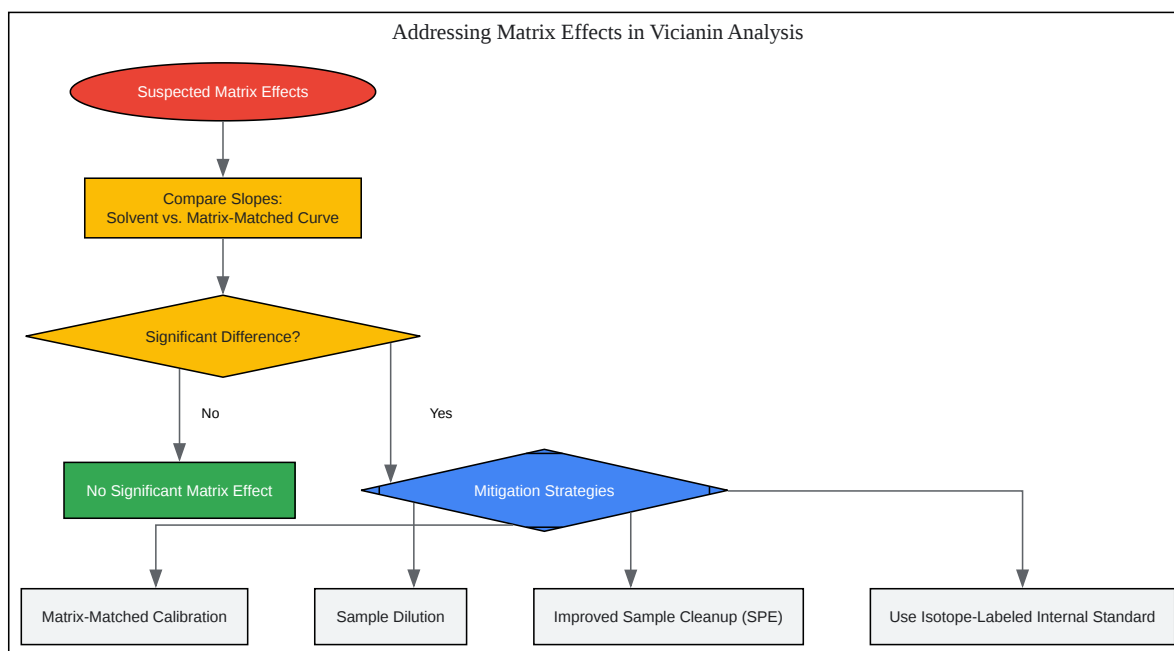 Addressing Matrix Effects in Vicianin Analysis
Suspected Matrix Effects
Compare Slopes:
Solvent vs. Matrix-Matched Curve
Significant Difference?
No
Yes
No Significant Matrix Effect
Mitigation Strategies
Matrix-Matched Calibration
Sample Dilution
Improved Sample Cleanup (SPE)
Use Isotope-Labeled Internal Standard